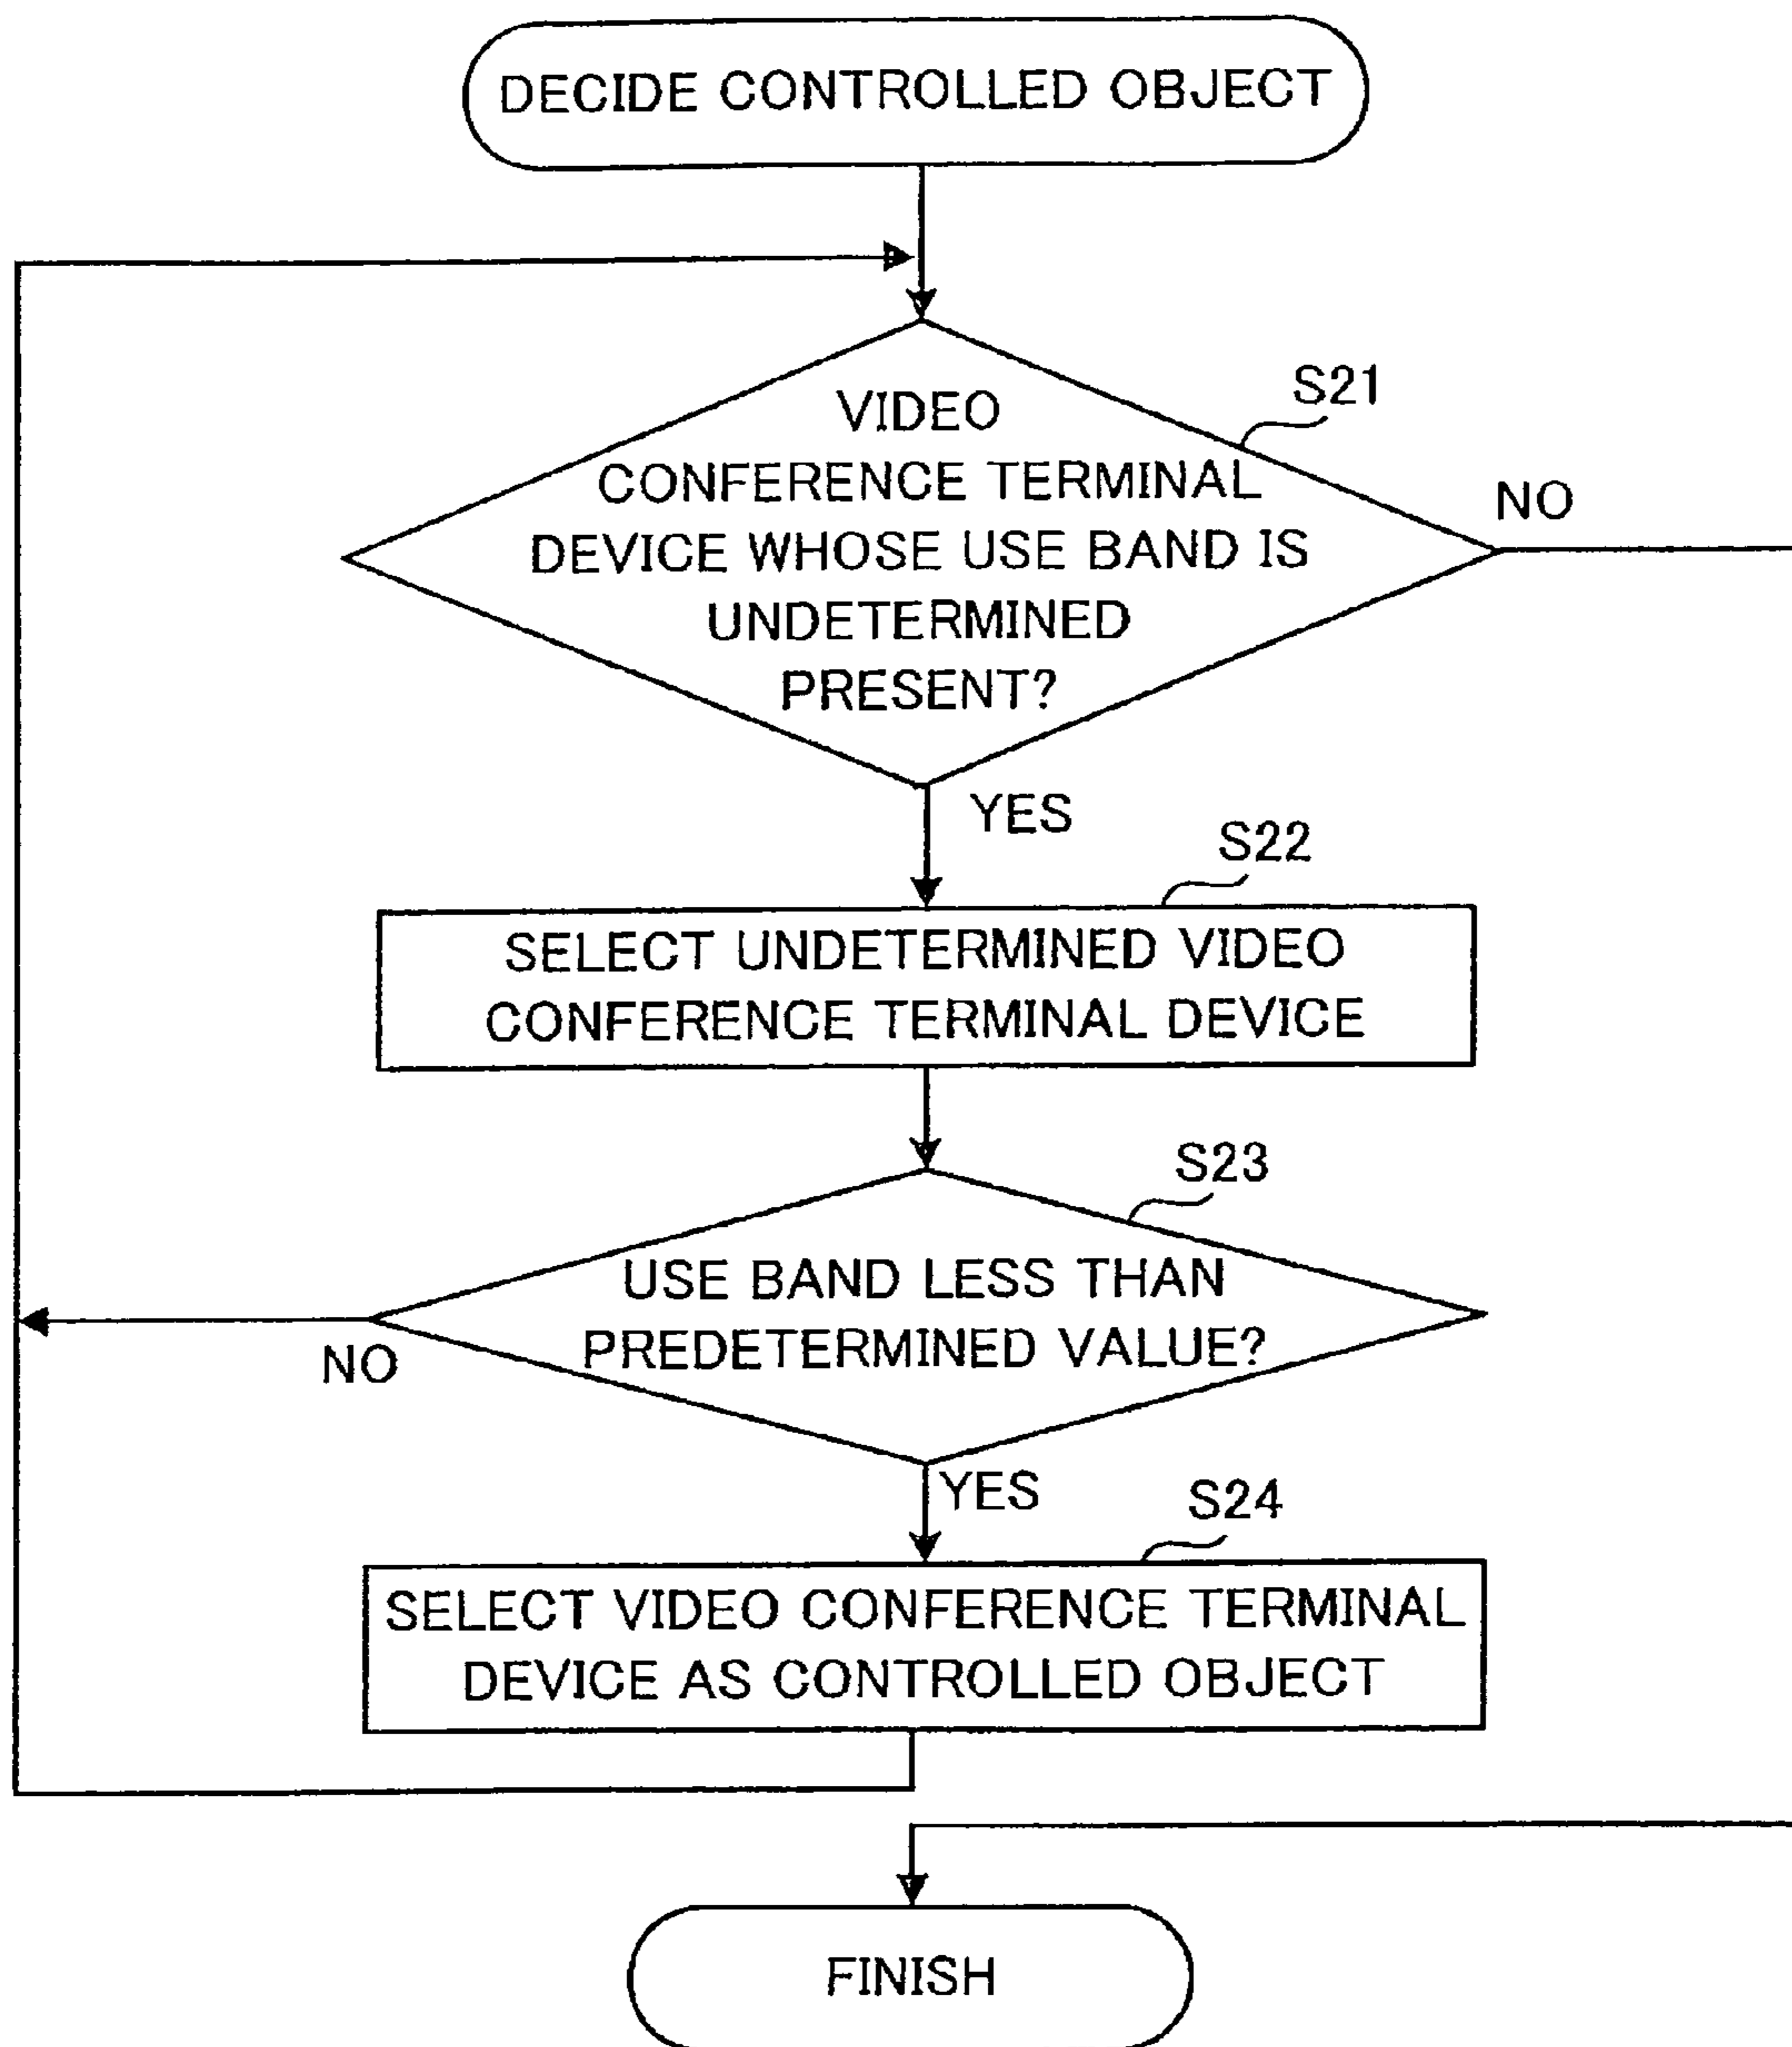 DECIDE CONTROLLED OBJECT
S21
VIDEO
CONFERENCE TERMINAL
DEVICE WHOSE USE BAND IS
UNDETERMINED
PRESENT?
NO
YES
S22
SELECT UNDETERMINED VIDEO
CONFERENCE TERMINAL DEVICE
S23
USE BAND LESS THAN
PREDETERMINED VALUE?
NO
YES
S24
SELECT VIDEO CONFERENCE TERMINAL
DEVICE AS CONTROLLED OBJECT
FINISH